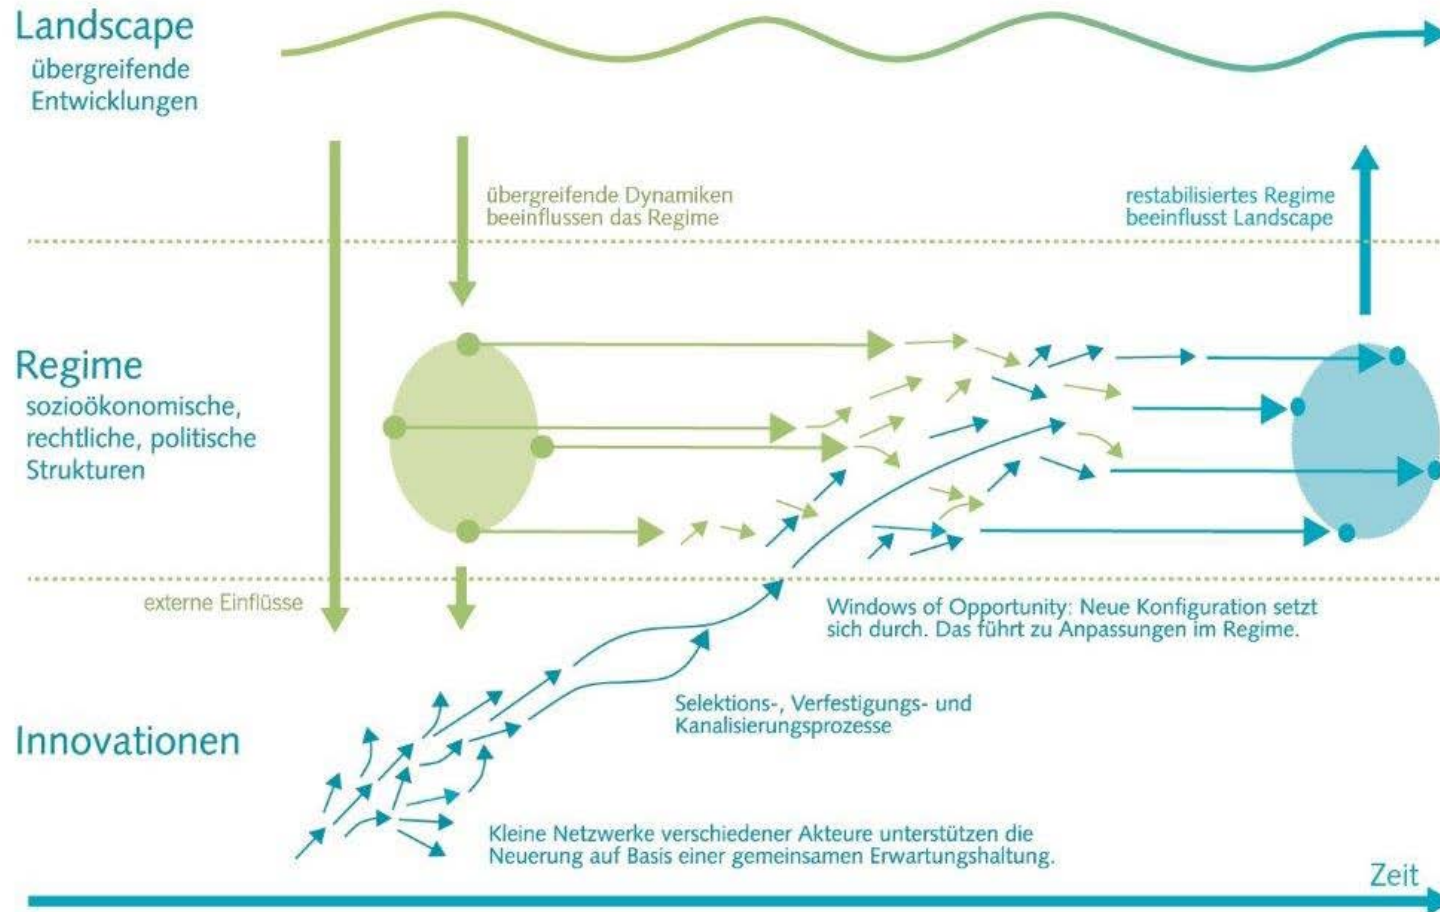 Landscape
übergreifende
Entwicklungen
übergreifende Dynamiken
beeinflussen das Regime
restabilisiertes Regime
beeinflusst Landscape
Regime
sozioökonomische,
rechtliche, politische
Strukturen
externe Einflüsse
Windows of Opportunity: Neue Konfiguration setzt
sich durch. Das führt zu Anpassungen im Regime.
Selektions-, Verfestigungs- und
Kanalisierungsprozesse
Innovationen
Kleine Netzwerke verschiedener Akteure unterstützen die
Neuerung auf Basis einer gemeinsamen Erwartungshaltung.
Zeit